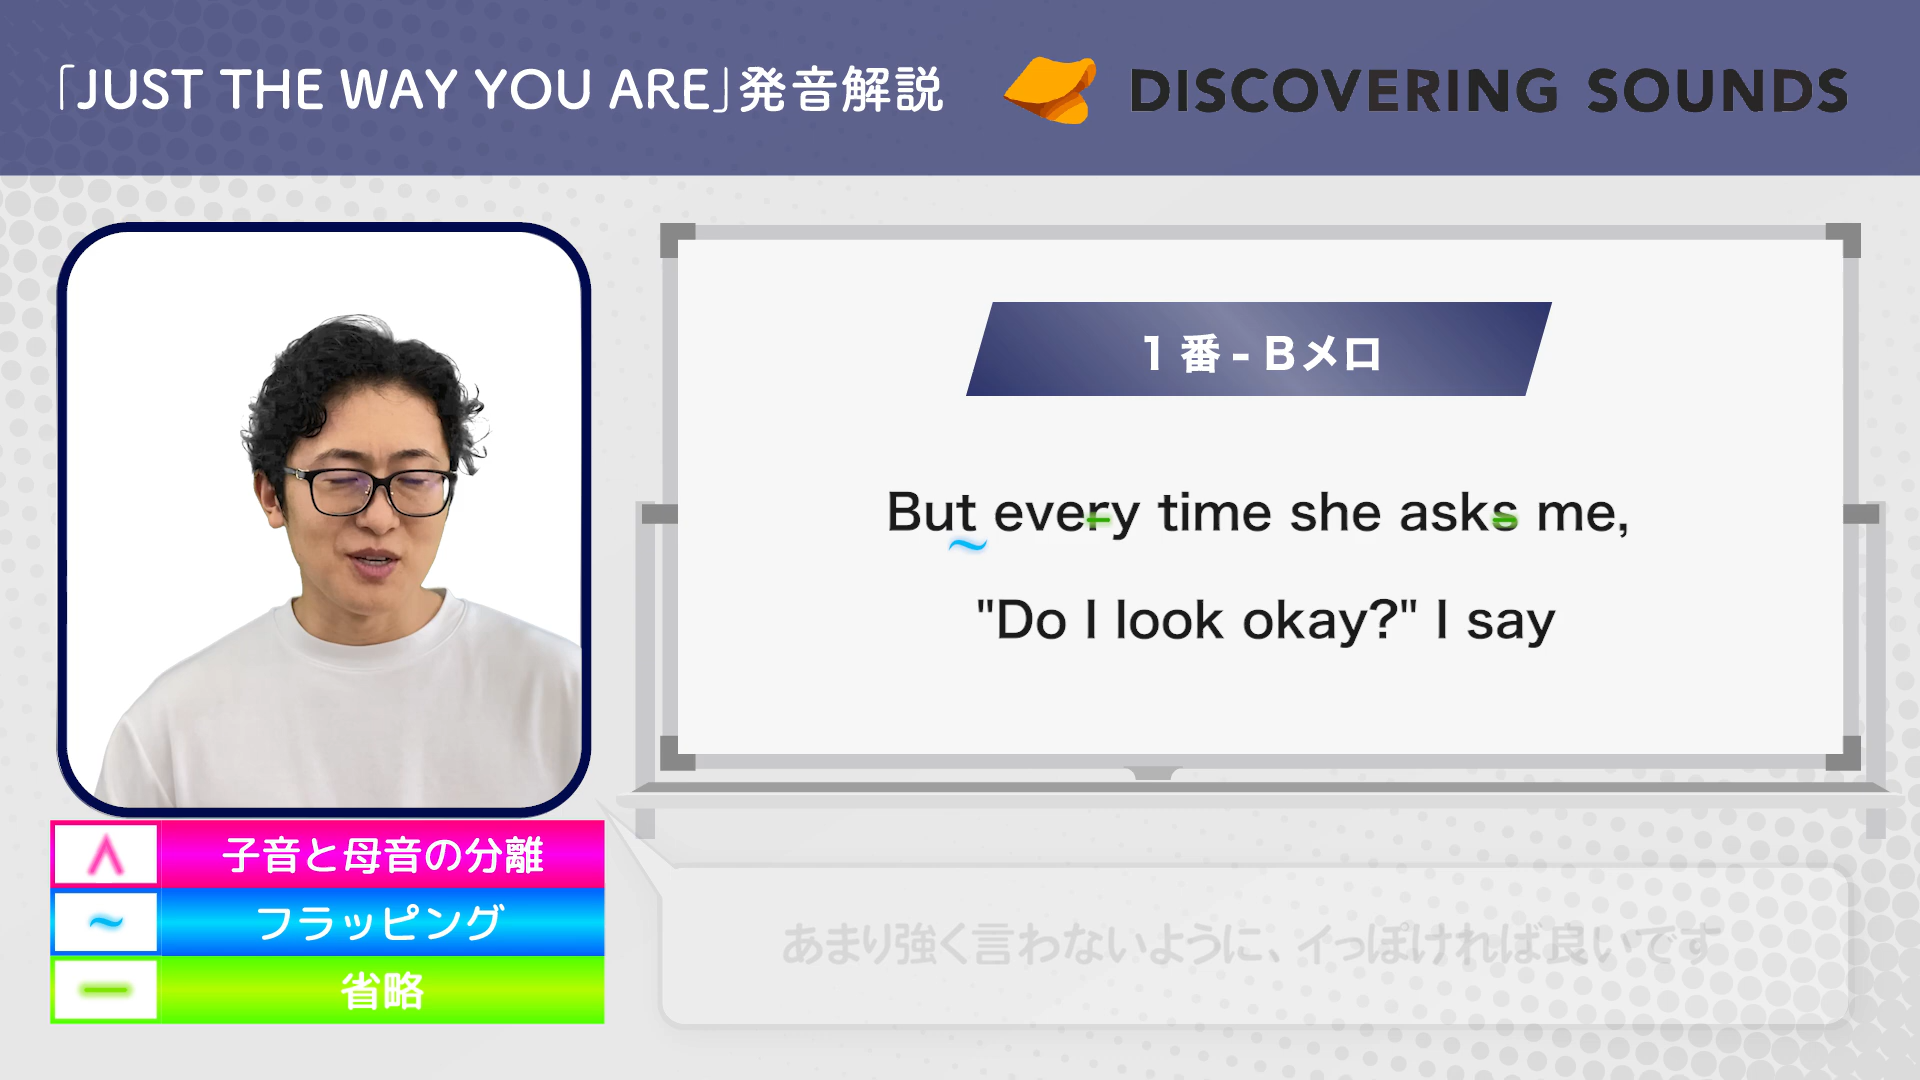 「JUST THE WAY YOU ARE」発音解説
DISCOVERING SOUNDS
1番-Bメロ
But every time she asks me,
"Do I look okay?" I say
子音と母音の分離
フラッピング
省略
あまり強く言わないように、イっぽければ良いです